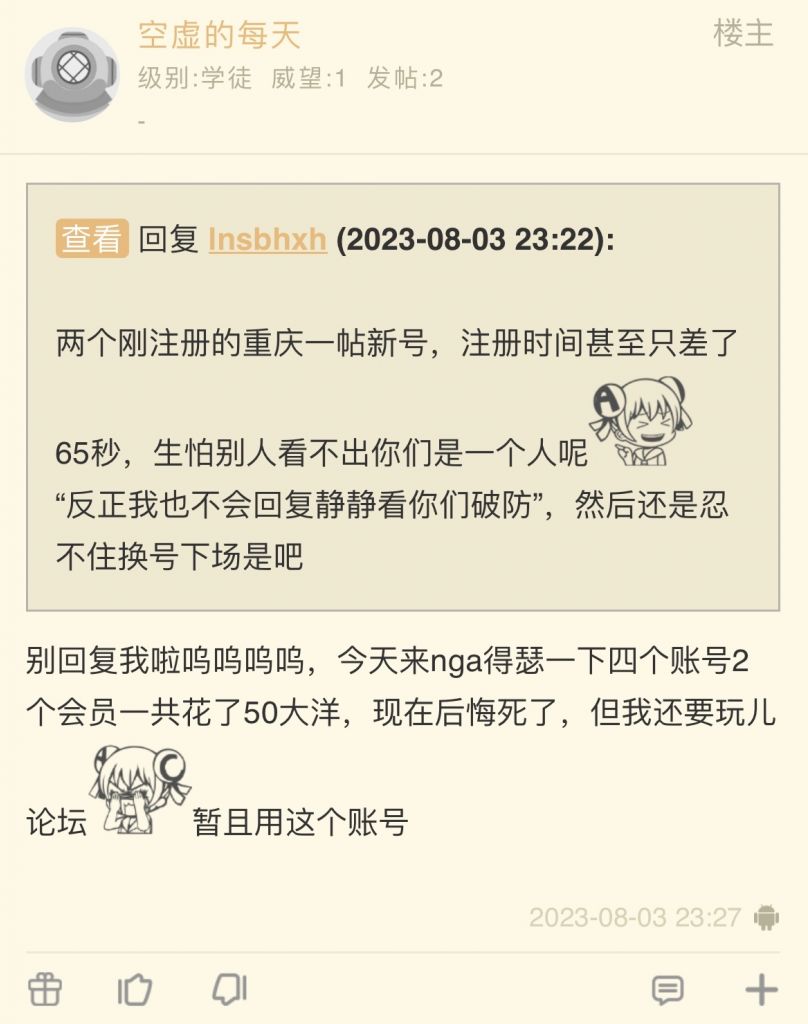 空虚的每天
楼主
级别:学徒 威望:1 发帖:2
-
查看 回复 lnsbhxh (2023-08-03 23:22):
两个刚注册的重庆一帖新号，注册时间甚至只差了
65秒，生怕别人看不出你们是一个人呢
“反正我也不会回复静静看你们破防”，然后还是忍
不住换号下场是吧
别回复我啦呜呜呜呜，今天来nga得瑟一下四个账号2
个会员一共花了50大洋，现在后悔死了，但我还要玩儿
论坛 暂且用这个账号
2023-08-03 23:27